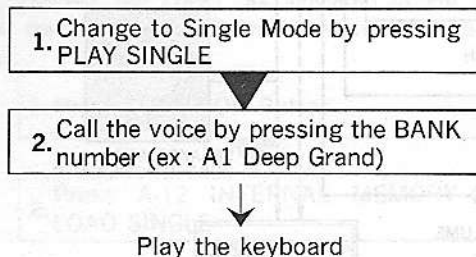 1. Change to Single Mode by pressing
PLAY SINGLE
2. Call the voice by pressing the BANK
number (ex : A1 Deep Grand)
Play the keyboard